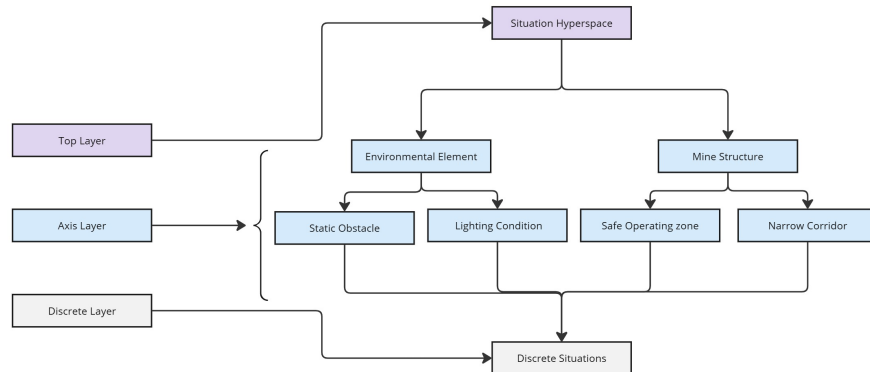 Situation Hyperspace
Top Layer
Environmental Element
Mine Structure
Axis Layer
Static Obstacle
Lighting Condition
Safe Operating zone
Narrow Corridor
Discrete Layer
Discrete Situations